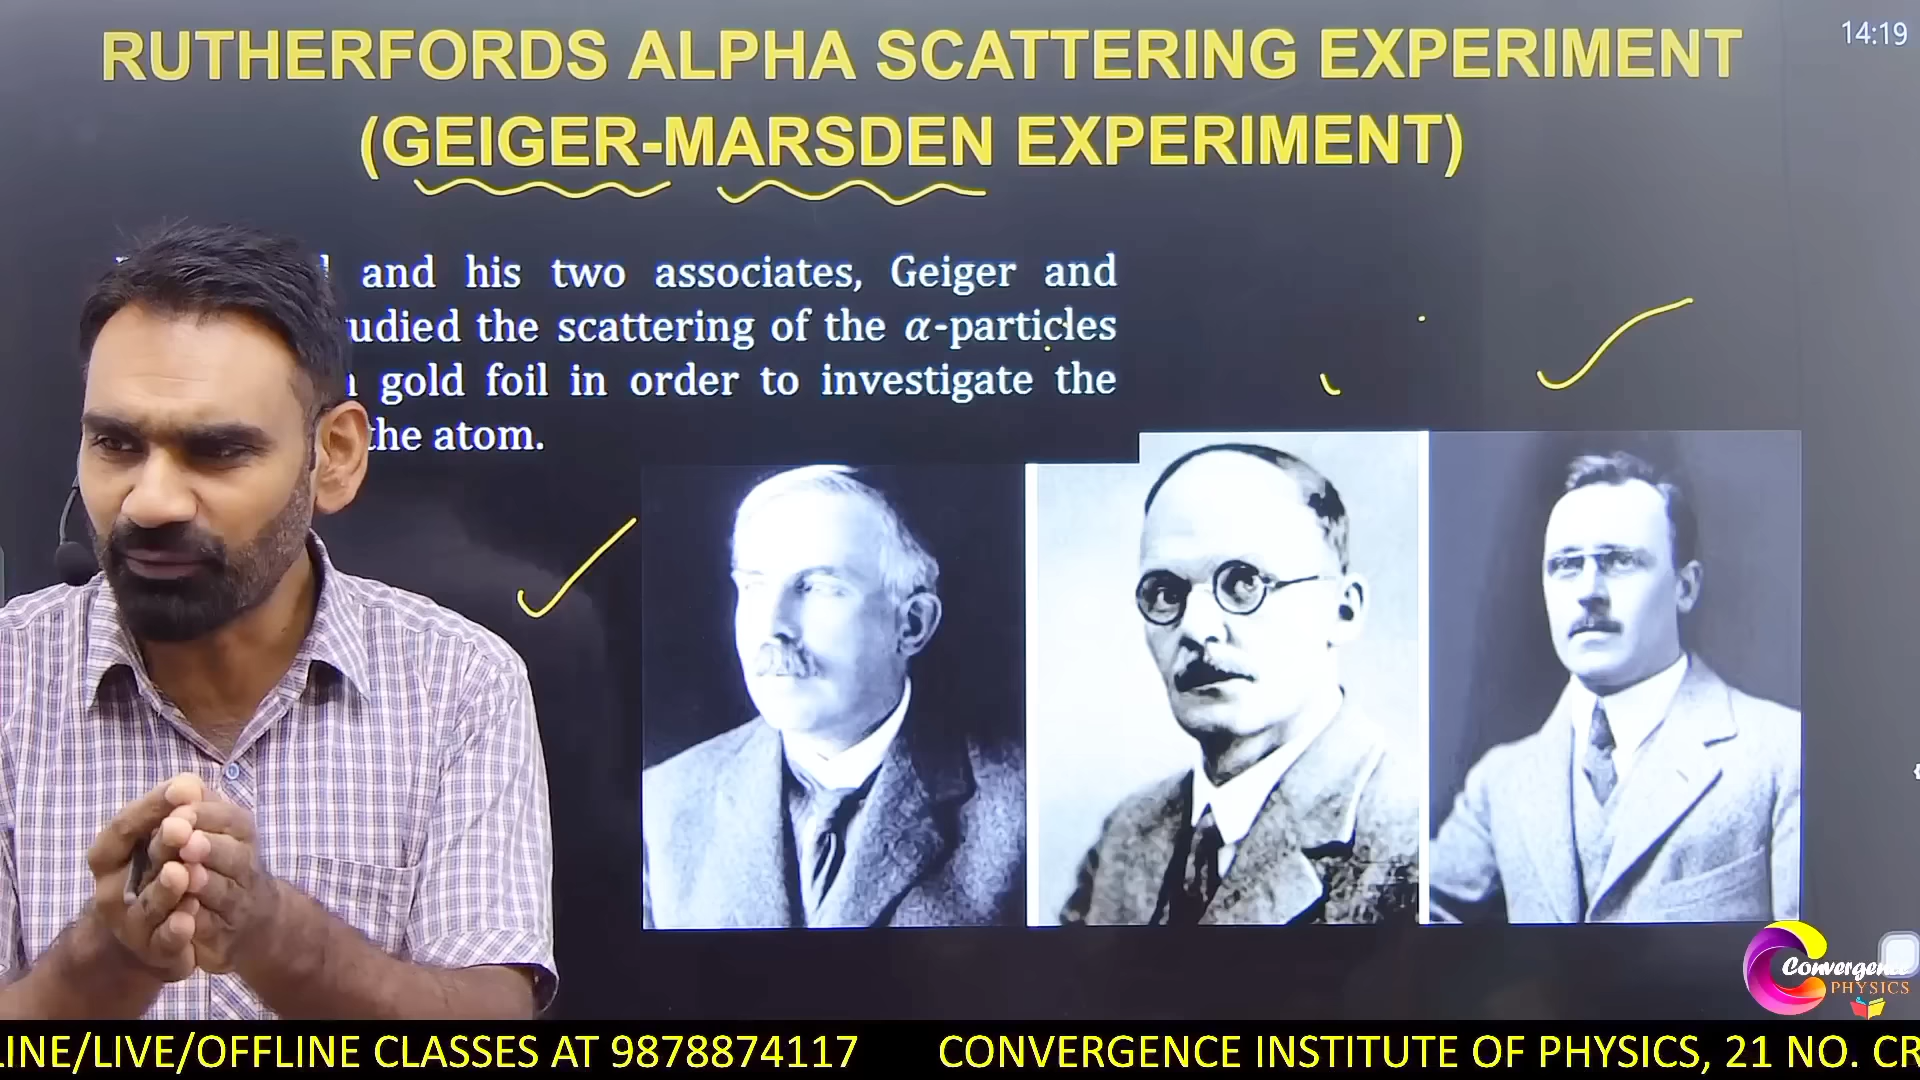 RUTHERFORDS ALPHA SCATTERING EXPERIMENT
14:19
(GEIGER-MARSDEN EXPERIMENT)
and his two associates, Geiger and
udied the scattering of the α-particles
gold foil in order to investigate the
the atom.
Convergence
PHYSICS
LINE/LIVE/OFFLINE CLASSES AT 9878874117 CONVERGENCE INSTITUTE OF PHYSICS, 21 NO. CR